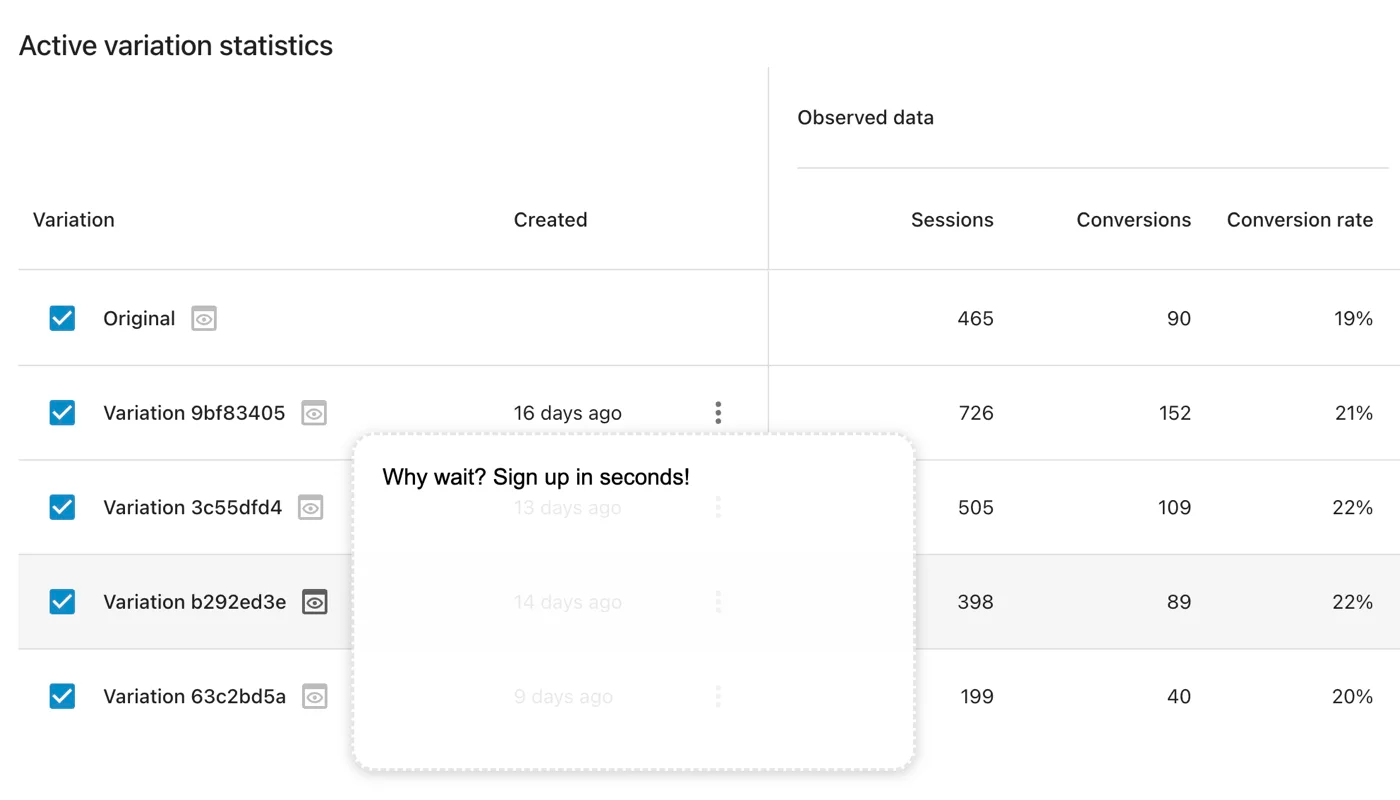 Active variation statistics
Observed data
Variation Created Sessions Conversions Conversion rate
Original 465 90 19%
Variation 9bf83405 16 days ago 726 152 21%
Why wait? Sign up in seconds!
Variation 3c55dfd4 13 days ago 505 109 22%
Variation b292ed3e 14 days ago 398 89 22%
Variation 63c2bd5a 9 days ago 199 40 20%